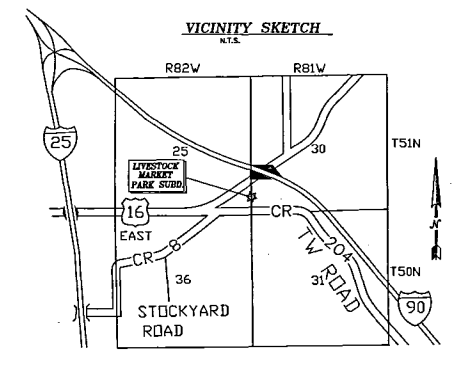 VICINITY SKETCH
N.T.S.
R82W
R81W
25
25
30
T51N
LIVESTOCK
MARKET
PARK SUBD.
16
EAST
CR
CR 8
204
TW ROAD
N
36
31
T50N
STOCKYARD
ROAD
90